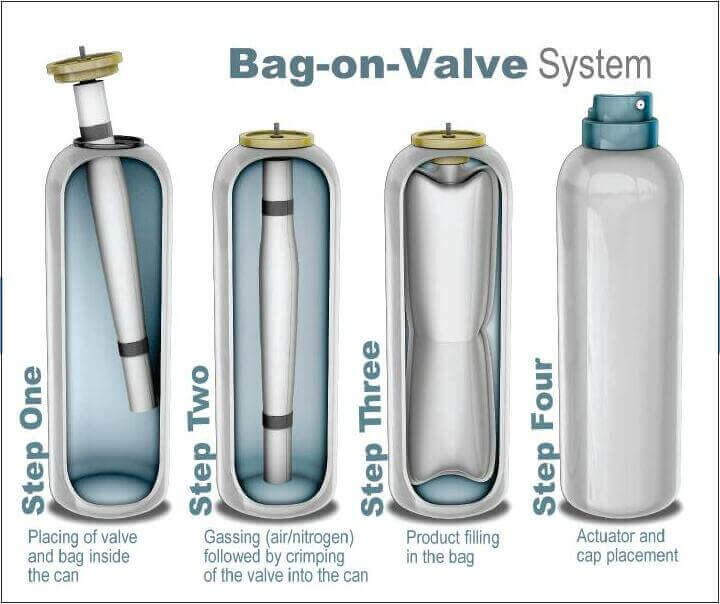 Bag-on-Valve System
Step One
Placing of valve
and bag inside
the can
Step Two
Gassing (air/nitrogen)
followed by crimping
of the valve into the can
Step Three
Product filling
in the bag
Step Four
Actuator and
cap placement